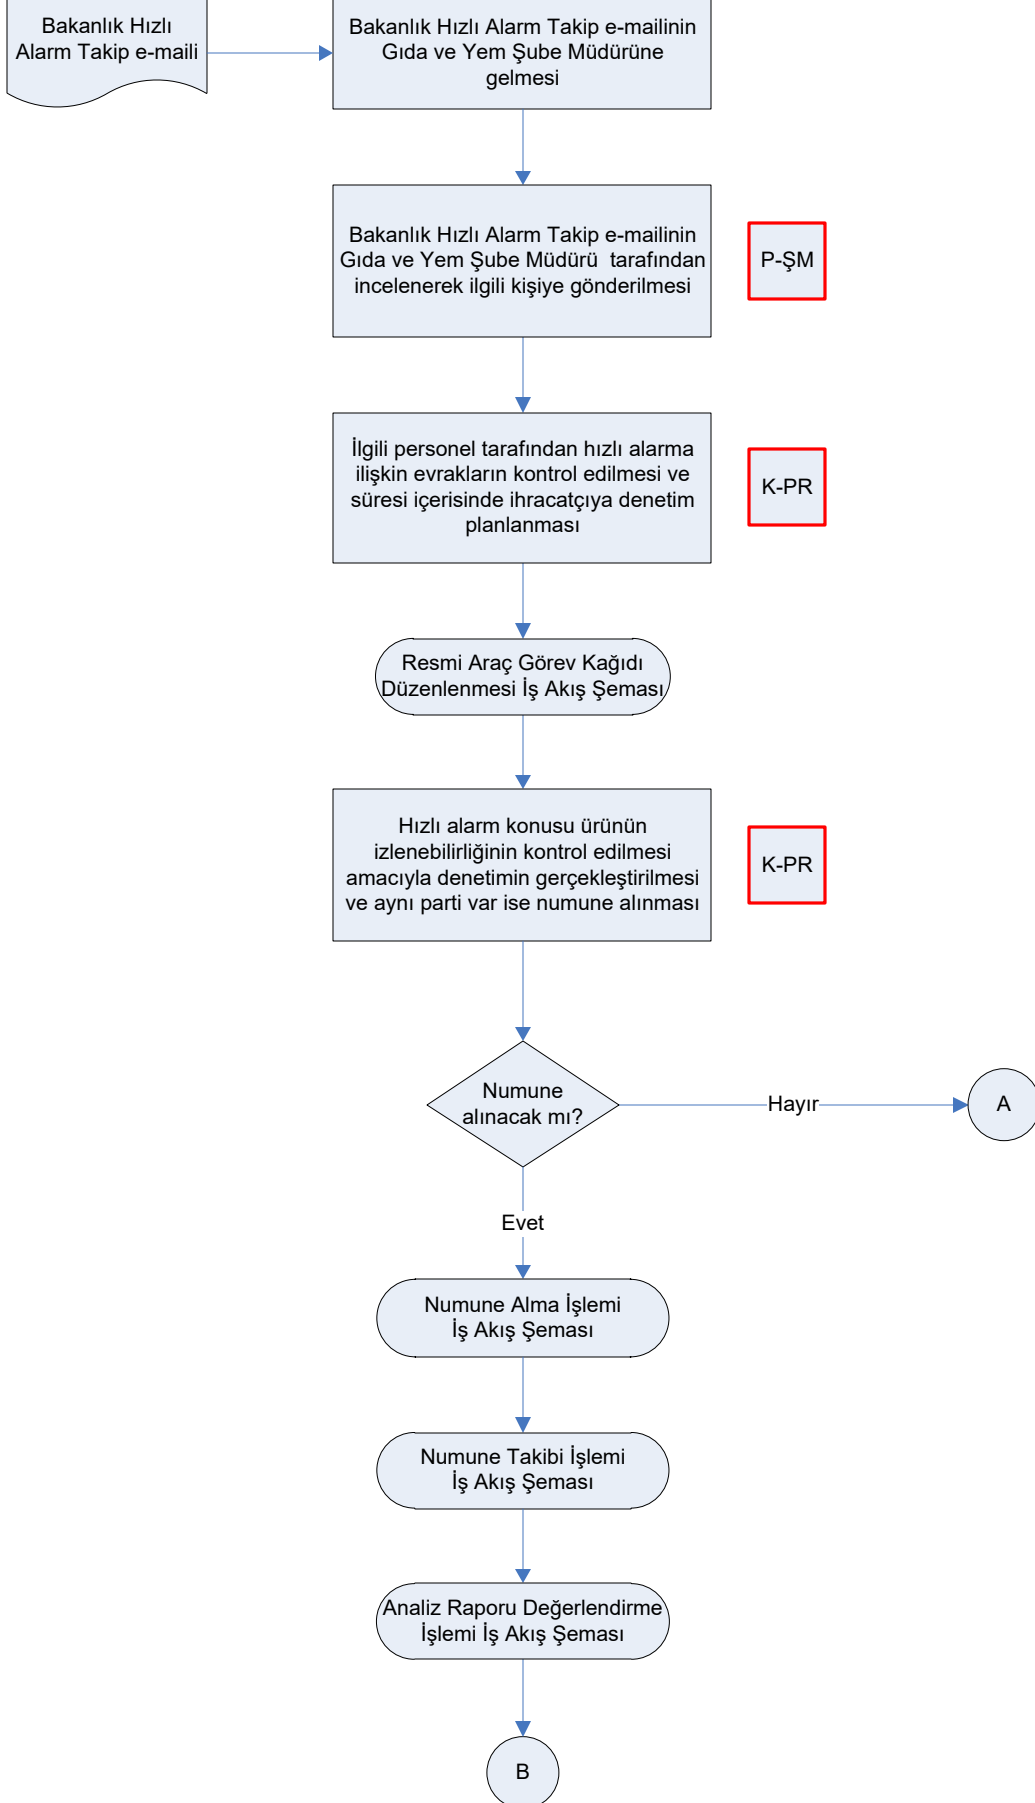 Bakanlık Hızlı
Alarm Takip e-maili
Bakanlık Hızlı Alarm Takip e-mailinin
Gıda ve Yem Şube Müdürüne
gelmesi
Bakanlık Hızlı Alarm Takip e-mailinin
Gıda ve Yem Şube Müdürü tarafından
incelenerek ilgili kişiye gönderilmesi
P-ŞM
İlgili personel tarafından hızlı alarma
ilişkin evrakların kontrol edilmesi ve
süresi içerisinde ihracatçıya denetim
planlanması
K-PR
Resmi Araç Görev Kağıdı
Düzenlenmesi İş Akış Şeması
Hızlı alarm konusu ürünün
izlenebilirliğinin kontrol edilmesi
amacıyla denetimin gerçekleştirilmesi
ve aynı parti var ise numune alınması
K-PR
Numune
alınacak mı?
Hayır
A
Evet
Numune Alma İşlemi
İş Akış Şeması
Numune Takibi İşlemi
İş Akış Şeması
Analiz Raporu Değerlendirme
İşlemi İş Akış Şeması
B